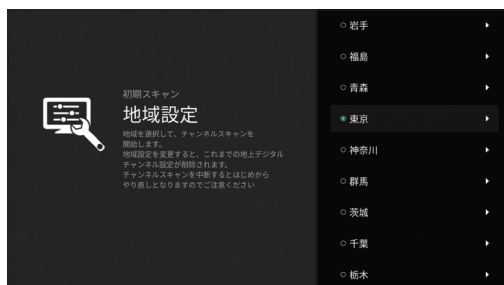 初期スキャン
地域設定
地域を選択して、チャンネルスキャンを
開始します。
地域設定を変更すると、これまでの地上デジタル
チャンネル設定が削除されます。
チャンネルスキャンを中断するとはじめから
やり直しとなりますのでご注意ください
岩手
福島
青森
東京
神奈川
群馬
茨城
千葉
栃木